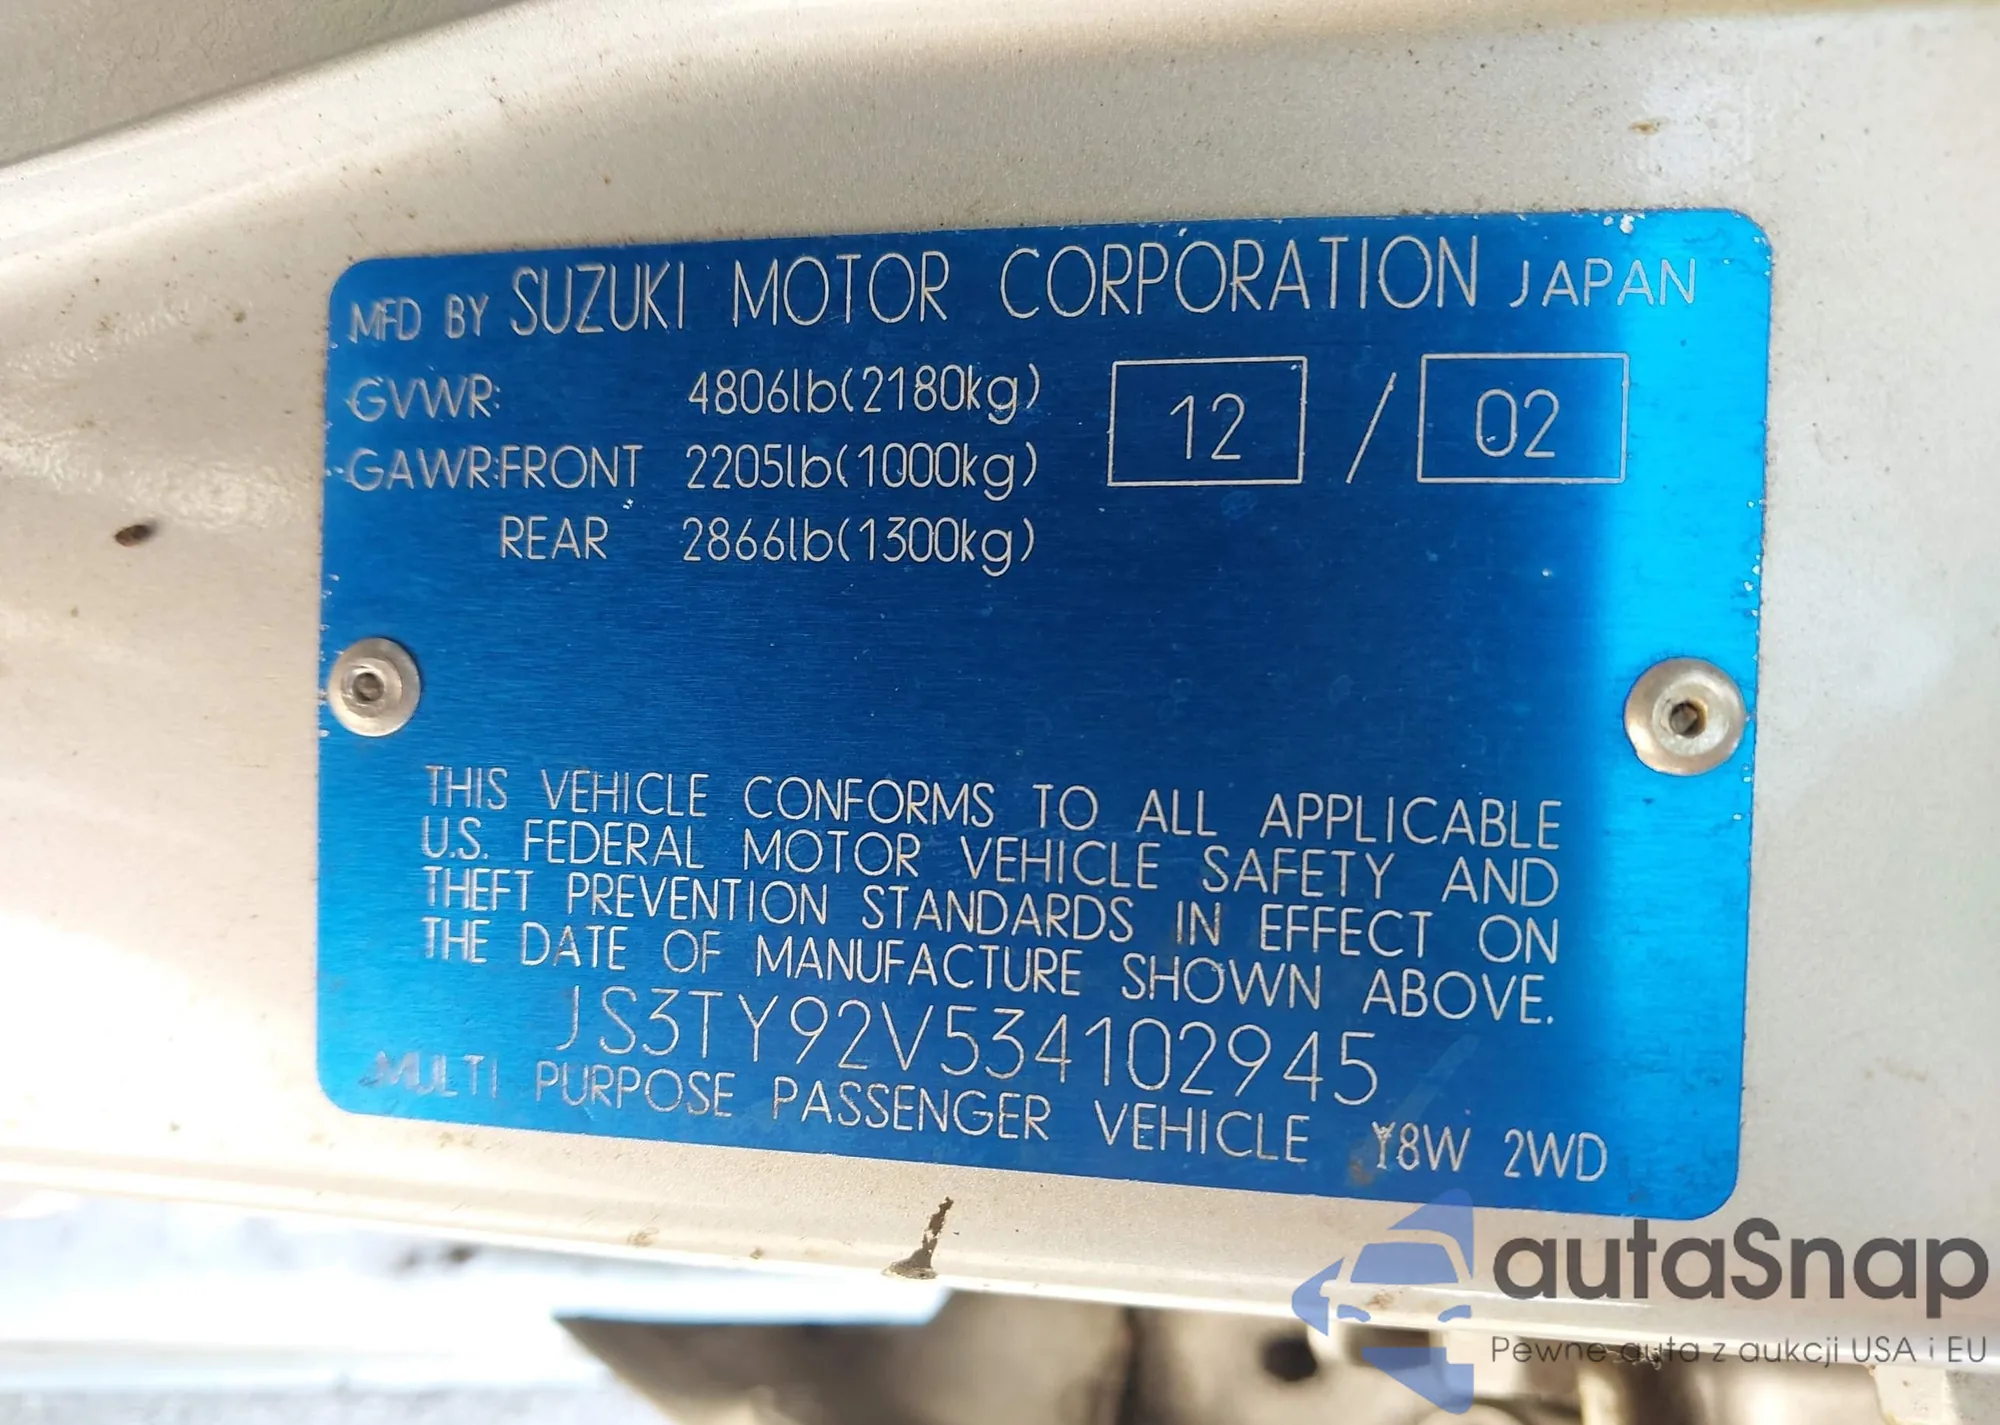 MFD BY SUZUKI MOTOR CORPORATION JAPAN
GVWR: 4806lb(2180kg) 12 / 02
GAWR:FRONT 2205lb(1000kg)
REAR 2866lb(1300kg)
THIS VEHICLE CONFORMS TO ALL APPLICABLE
U.S. FEDERAL MOTOR VEHICLE SAFETY AND
THEFT PREVENTION STANDARDS IN EFFECT ON
THE DATE OF MANUFACTURE SHOWN ABOVE.
JS3TY92V534102945
MULTI PURPOSE PASSENGER VEHICLE Y8W 2WD
autaSnap
Pewne auta z aukcji USA i EU